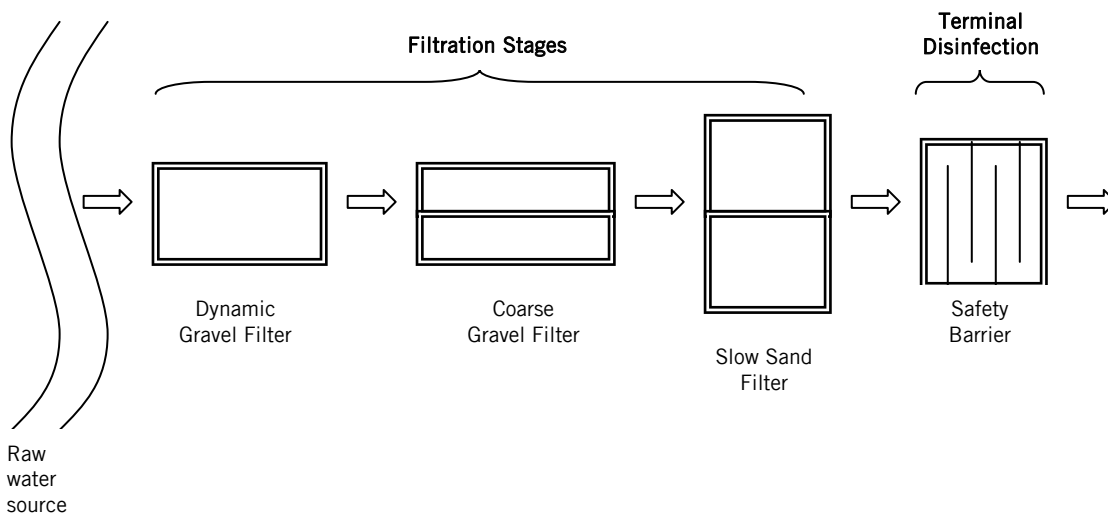 Filtration Stages
Terminal
Disinfection
Dynamic
Gravel Filter
Coarse
Gravel Filter
Slow Sand
Filter
Safety
Barrier
Raw
water
source